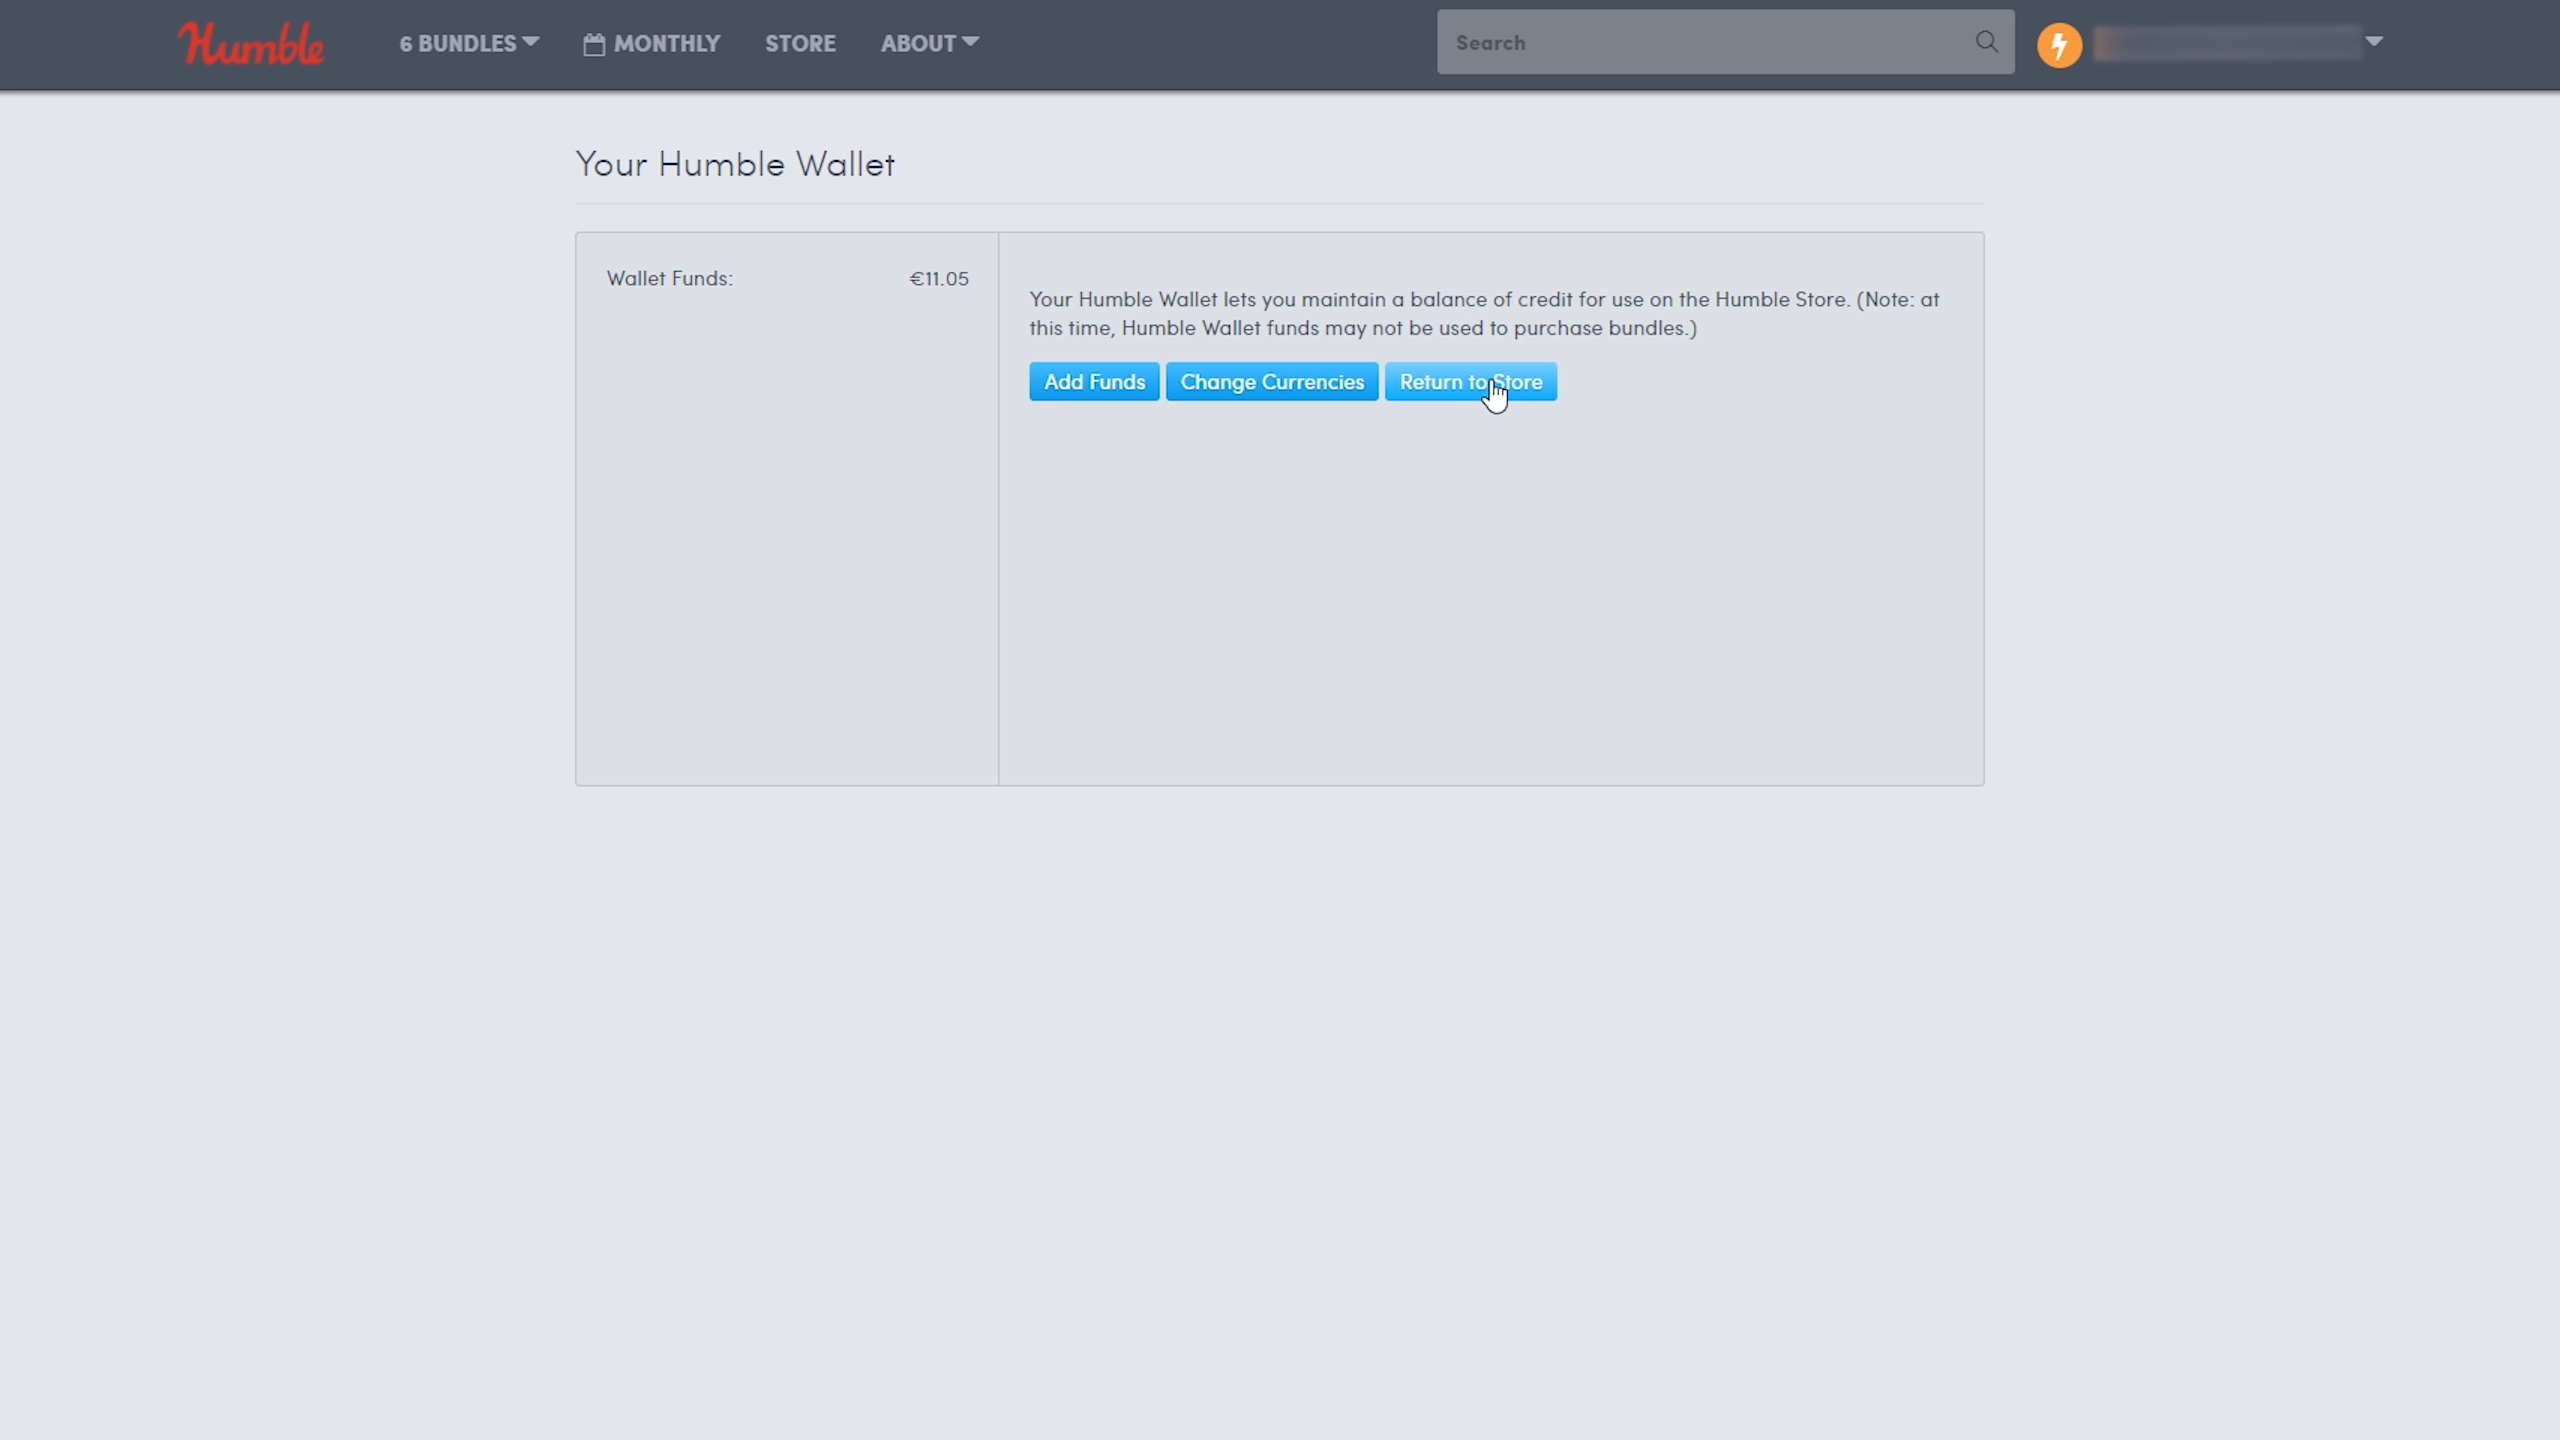 Humble
6 BUNDLES
MONTHLY
STORE
ABOUT
Search
Your Humble Wallet
Wallet Funds: €11.05
Your Humble Wallet lets you maintain a balance of credit for use on the Humble Store. (Note: at
this time, Humble Wallet funds may not be used to purchase bundles.)
Add Funds
Change Currencies
Return to Store